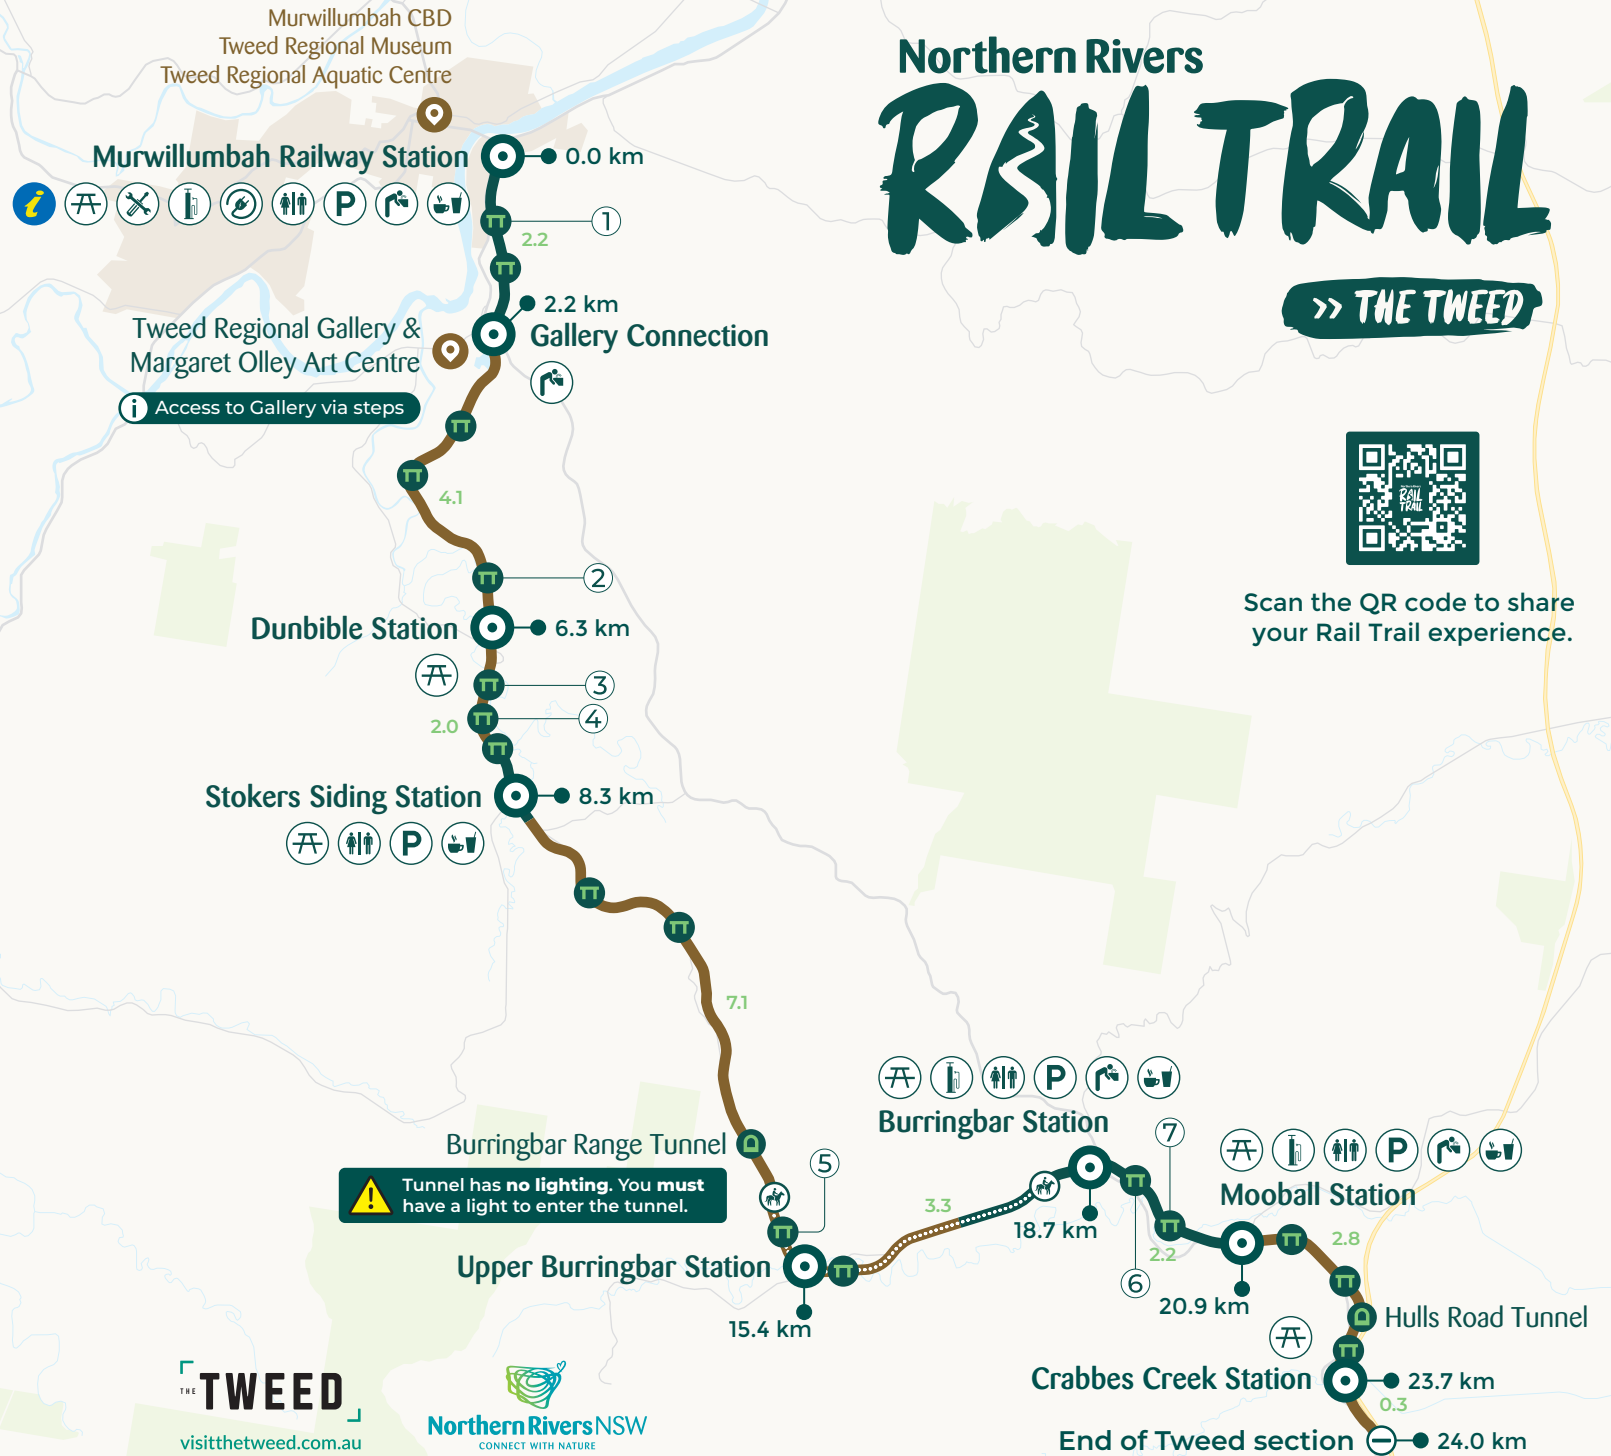 Murwillumbah CBD
Tweed Regional Museum
Tweed Regional Aquatic Centre
Northern Rivers
RAIL TRAIL
>> THE TWEED
Murwillumbah Railway Station
0.0 km
i
P
1
2.2
2.2 km
Gallery Connection
Tweed Regional Gallery &
Margaret Olley Art Centre
i Access to Gallery via steps
4.1
RAIL
TRAIL
Scan the QR code to share
your Rail Trail experience.
2
Dunbible Station
6.3 km
3
2.0
4
Stokers Siding Station
8.3 km
P
7.1
Burringbar Range Tunnel
Tunnel has no lighting. You must
have a light to enter the tunnel.
5
Upper Burringbar Station
15.4 km
3.3
P
Burringbar Station
18.7 km
7
6
2.2
P
Mooball Station
20.9 km
2.8
Hulls Road Tunnel
Crabbes Creek Station
23.7 km
0.3
End of Tweed section
24.0 km
THE TWEED
visitthetweed.com.au
Northern Rivers NSW
CONNECT WITH NATURE